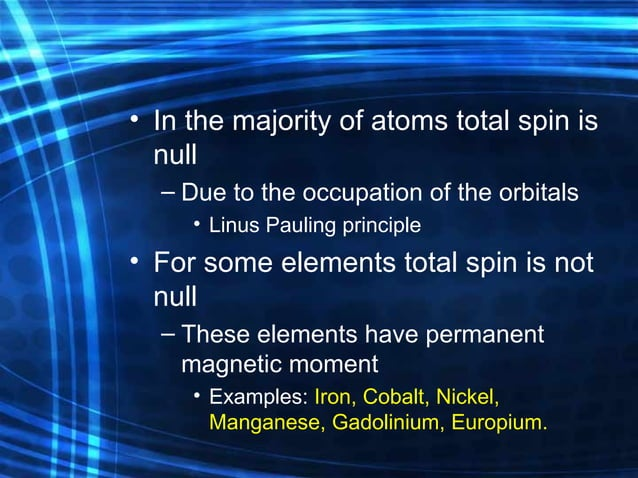 • In the majority of atoms total spin is
null
– Due to the occupation of the orbitals
• Linus Pauling principle
• For some elements total spin is not
null
– These elements have permanent
magnetic moment
• Examples: Iron, Cobalt, Nickel,
Manganese, Gadolinium, Europium.